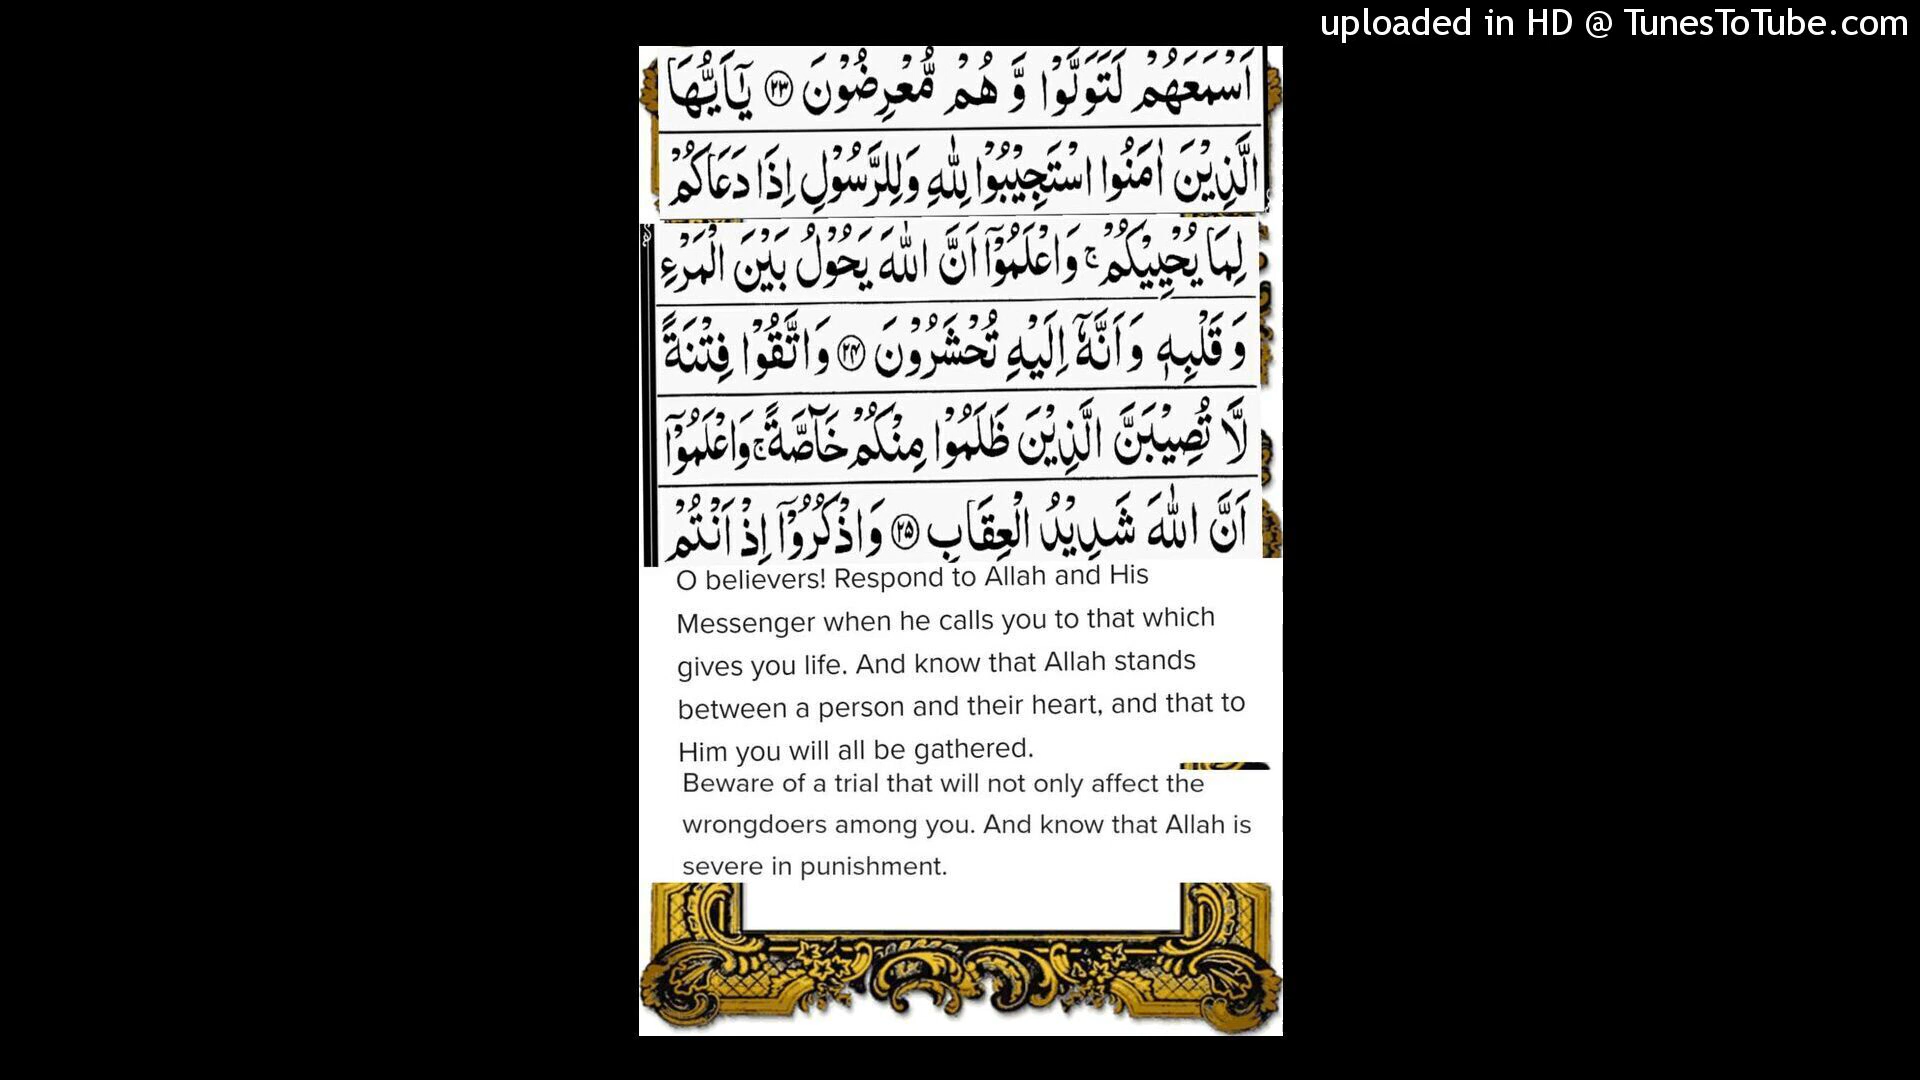 uploaded in HD @ TunesToTube.com
اَسۡمَعَهُمۡ لَتَوَلَّوۡا وَّ هُمۡ مُّعۡرِضُوۡنَ ﴿۲۳﴾ يٰۤاَيُّهَا
الَّذِيۡنَ اٰمَنُوا اسۡتَجِيۡبُوۡا لِلّٰهِ وَلِلرَّسُوۡلِ اِذَا دَعَاكُمۡ
لِمَا يُحۡيِيۡكُمۡ‌ۚ وَاعۡلَمُوۡۤا اَنَّ اللّٰهَ يَحُوۡلُ بَيۡنَ الۡمَرۡءِ
وَ قَلۡبِهٖ وَاَنَّهٗۤ اِلَيۡهِ تُحۡشَرُوۡنَ ﴿۲۴﴾ وَاتَّقُوۡا فِتۡنَةً
لَّا تُصِيۡبَنَّ الَّذِيۡنَ ظَلَمُوۡا مِنۡكُمۡ خَآصَّةً‌ ۚ وَاعۡلَمُوۡۤا
اَنَّ اللّٰهَ شَدِيۡدُ الۡعِقَابِ ﴿۲۵﴾ وَاذۡكُرُوۡۤا اِذۡ اَنۡتُمۡ
O believers! Respond to Allah and His
Messenger when he calls you to that which
gives you life. And know that Allah stands
between a person and their heart, and that to
Him you will all be gathered.
Beware of a trial that will not only affect the
wrongdoers among you. And know that Allah is
severe in punishment.